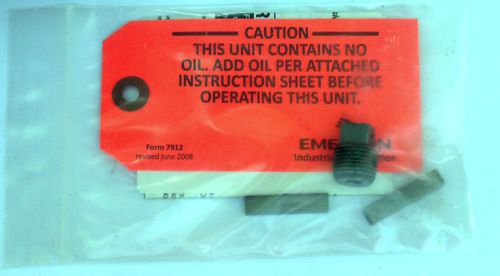 CAUTION
THIS UNIT CONTAINS NO
OIL. ADD OIL PER ATTACHED
INSTRUCTION SHEET BEFORE
OPERATING THIS UNIT.
Form 7912
revised June 2008